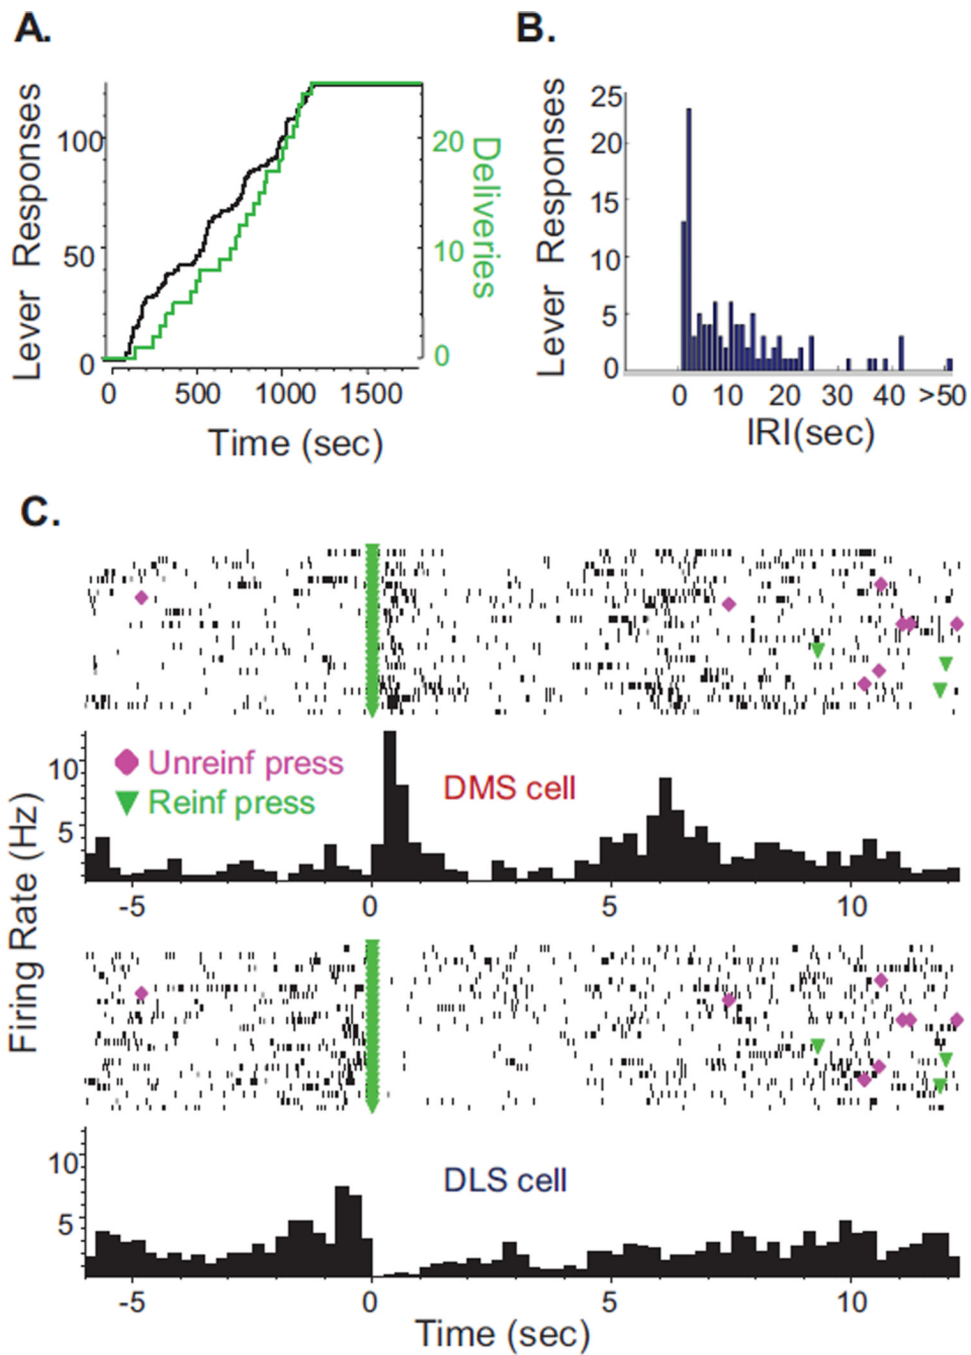 A.
Lever Responses
100
50
0
20
10
0
Deliveries
0 500 1000 1500
Time (sec)
B.
Lever Responses
25
20
15
10
5
0
0 10 20 30 40 >50
IRI(sec)
C.
Firing Rate (Hz)
10
5
Unreinf press
Reinf press
DMS cell
-5 0 5 10
10
5
DLS cell
-5 0 5 10
Time (sec)